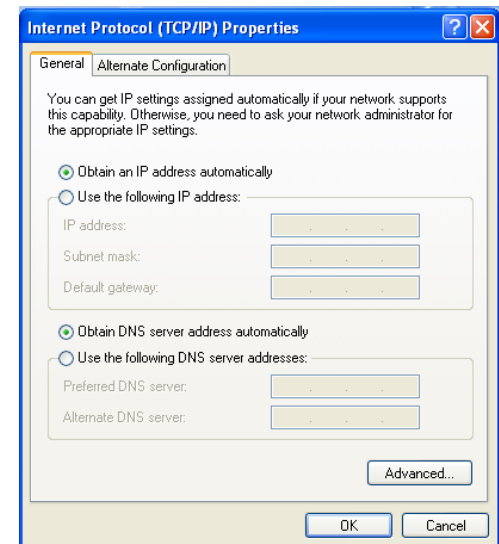 Internet Protocol (TCP/IP) Properties
General
Alternate Configuration
You can get IP settings assigned automatically if your network supports
this capability. Otherwise, you need to ask your network administrator for
the appropriate IP settings.
Obtain an IP address automatically
Use the following IP address:
IP address:
Subnet mask:
Default gateway:
Obtain DNS server address automatically
Use the following DNS server addresses:
Preferred DNS server:
Alternate DNS server:
Advanced...
OK
Cancel